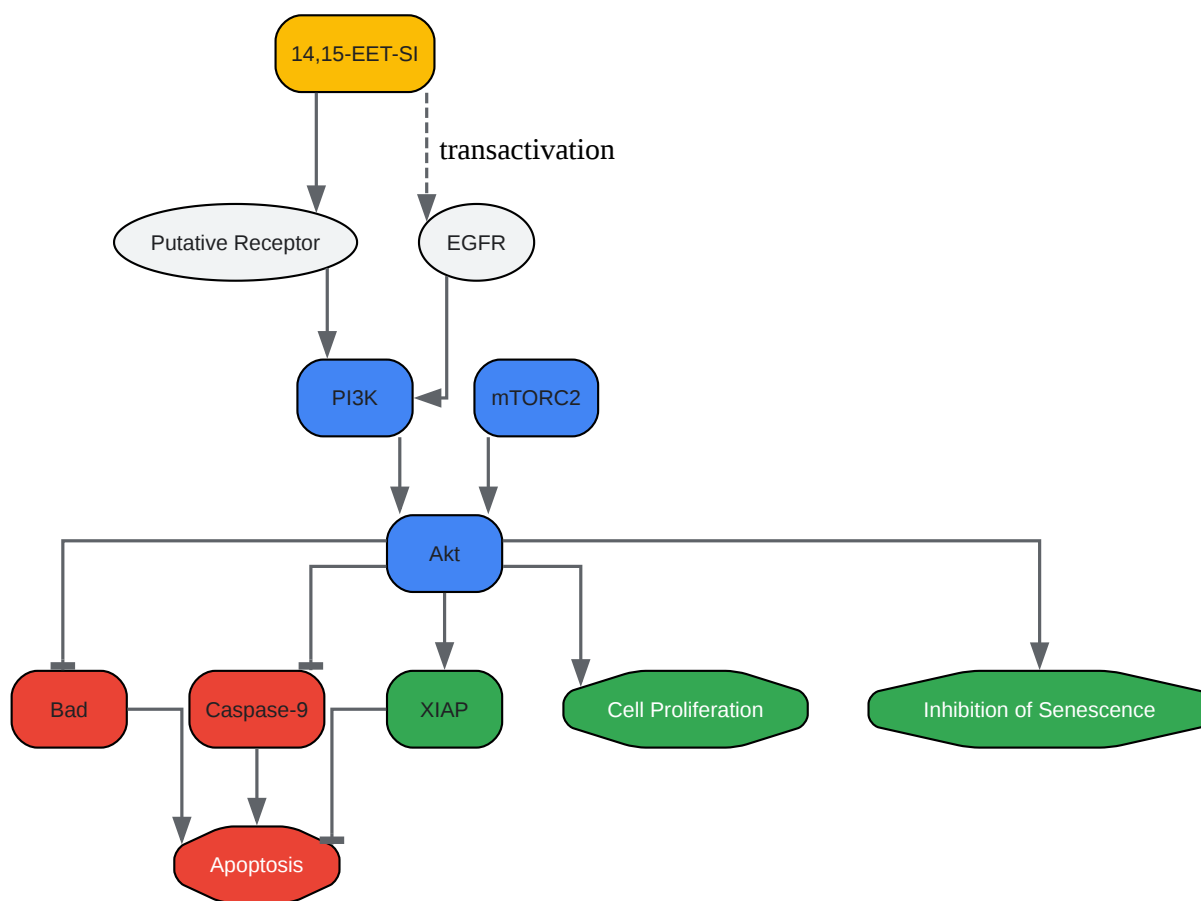 14,15-EET-SI
transactivation
Putative Receptor
EGFR
PI3K
mTORC2
Akt
Bad
Caspase-9
XIAP
Cell Proliferation
Inhibition of Senescence
Apoptosis